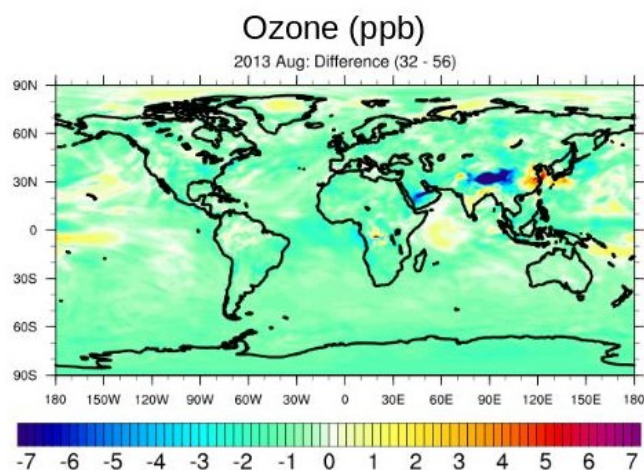 Ozone (ppb)
2013 Aug: Difference (32 - 56)
90N
60N
30N
0
30S
60S
90S
180 150W 120W 90W 60W 30W 0 30E 60E 90E 120E 150E 180
-7 -6 -5 -4 -3 -2 -1 0 1 2 3 4 5 6 7